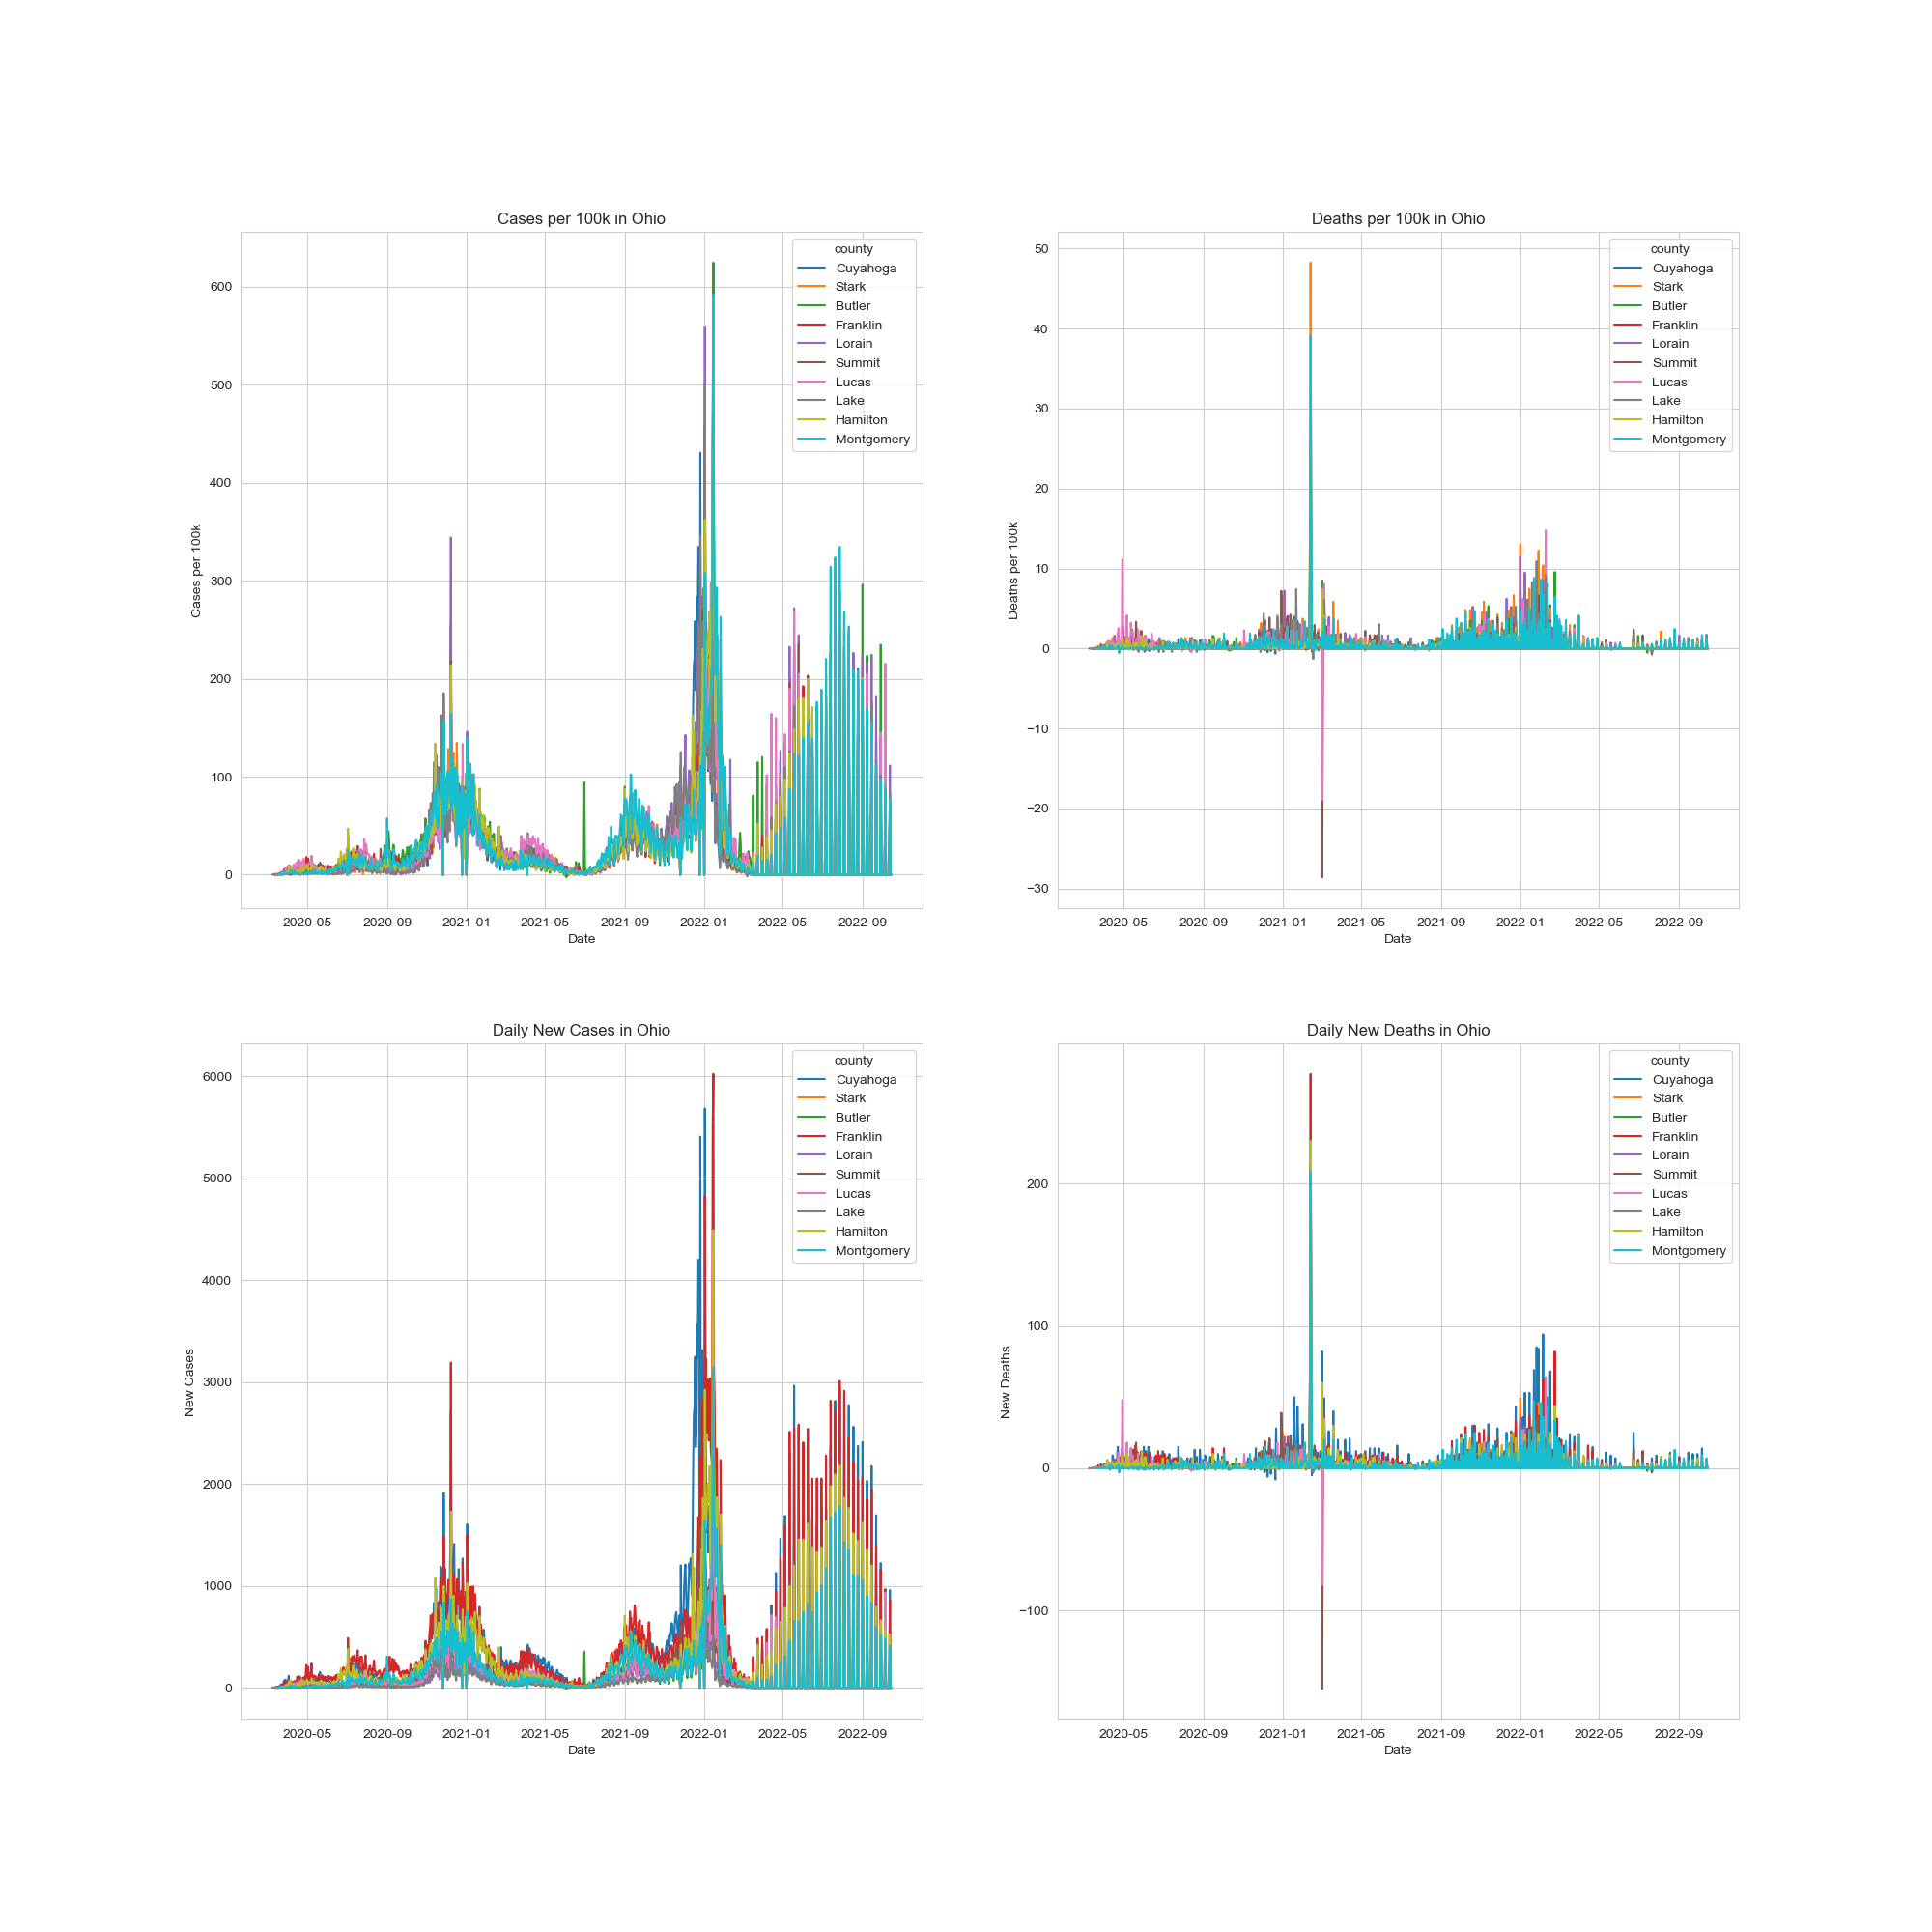 Cases per 100k in Ohio
600
500
400
300
200
100
0
Cases per 100k
2020-05 2020-09 2021-01 2021-05 2021-09 2022-01 2022-05 2022-09
Date
county
Cuyahoga
Stark
Butler
Franklin
Lorain
Summit
Lucas
Lake
Hamilton
Montgomery
Deaths per 100k in Ohio
50
40
30
20
10
0
−10
−20
−30
Deaths per 100k
2020-05 2020-09 2021-01 2021-05 2021-09 2022-01 2022-05 2022-09
Date
county
Cuyahoga
Stark
Butler
Franklin
Lorain
Summit
Lucas
Lake
Hamilton
Montgomery
Daily New Cases in Ohio
6000
5000
4000
3000
2000
1000
0
New Cases
2020-05 2020-09 2021-01 2021-05 2021-09 2022-01 2022-05 2022-09
Date
county
Cuyahoga
Stark
Butler
Franklin
Lorain
Summit
Lucas
Lake
Hamilton
Montgomery
Daily New Deaths in Ohio
200
100
0
−100
New Deaths
2020-05 2020-09 2021-01 2021-05 2021-09 2022-01 2022-05 2022-09
Date
county
Cuyahoga
Stark
Butler
Franklin
Lorain
Summit
Lucas
Lake
Hamilton
Montgomery